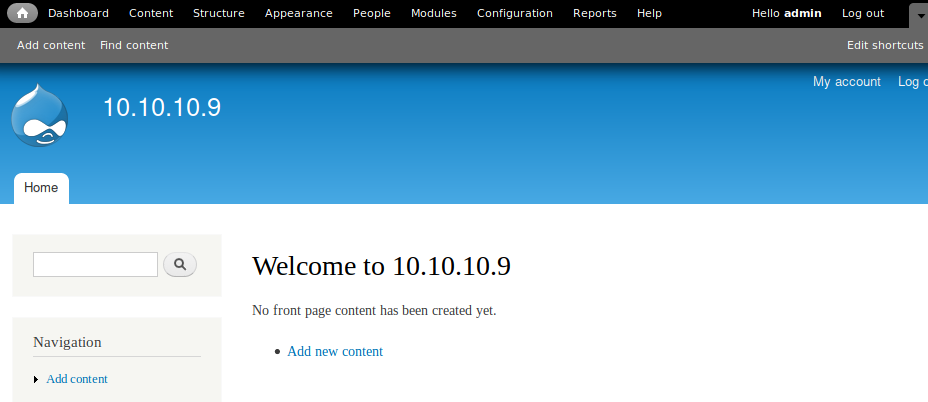 Dashboard Content Structure Appearance People Modules Configuration Reports Help Hello admin Log out
Add content Find content Edit shortcuts
My account Log o
10.10.10.9
Home
Welcome to 10.10.10.9
No front page content has been created yet.
Add new content
Navigation
Add content